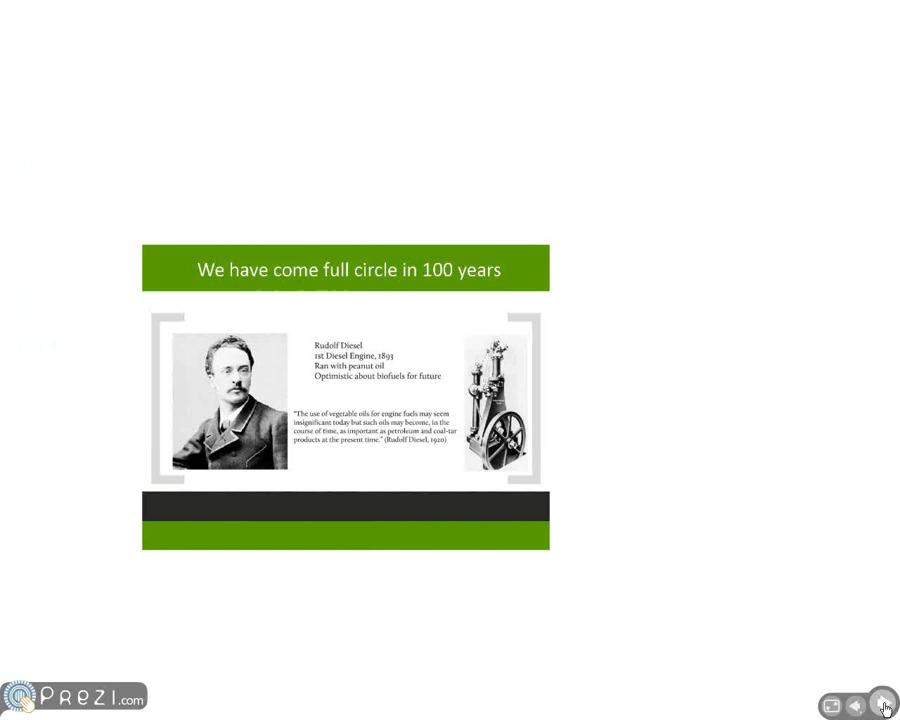 We have come full circle in 100 years
Rudolf Diesel
1st Diesel Engine, 1893
Ran with peanut oil
Optimistic about biofuels for future
"The use of vegetable oils for engine fuels may seem
insignificant today but such oils may become, in the
course of time, as important as petroleum and coal-tar
products at the present time." (Rudolf Diesel, 1920)
PREZI.com